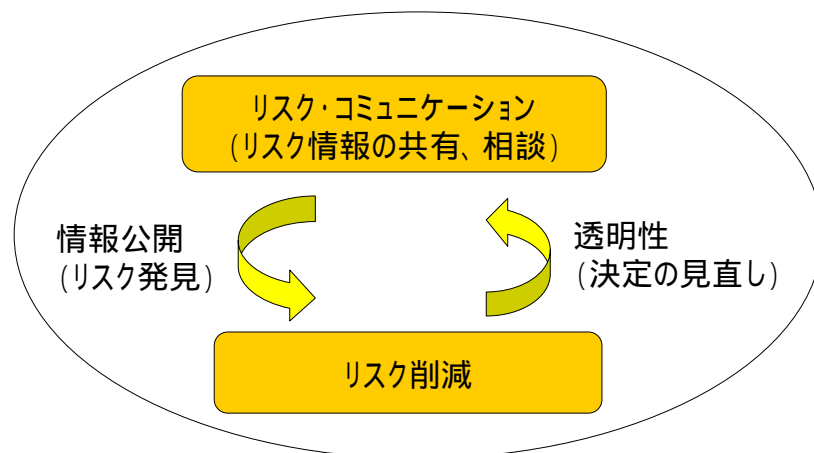 リスク・コミュニケーション
(リスク情報の共有、相談)
情報公開
(リスク発見)
透明性
(決定の見直し)
リスク削減